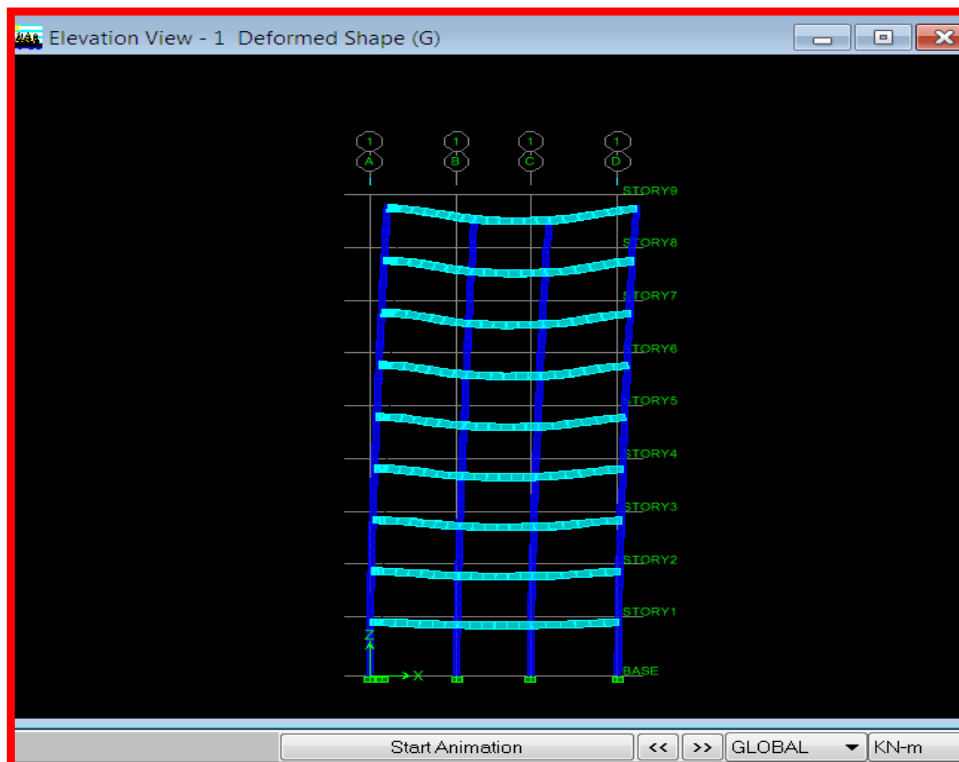 Elevation View - 1 Deformed Shape (G)
1 1 1 1
A B C D
STORY9
STORY8
STORY7
STORY6
STORY5
STORY4
STORY3
STORY2
STORY1
Z
X
BASE
Start Animation << >> GLOBAL KN-m